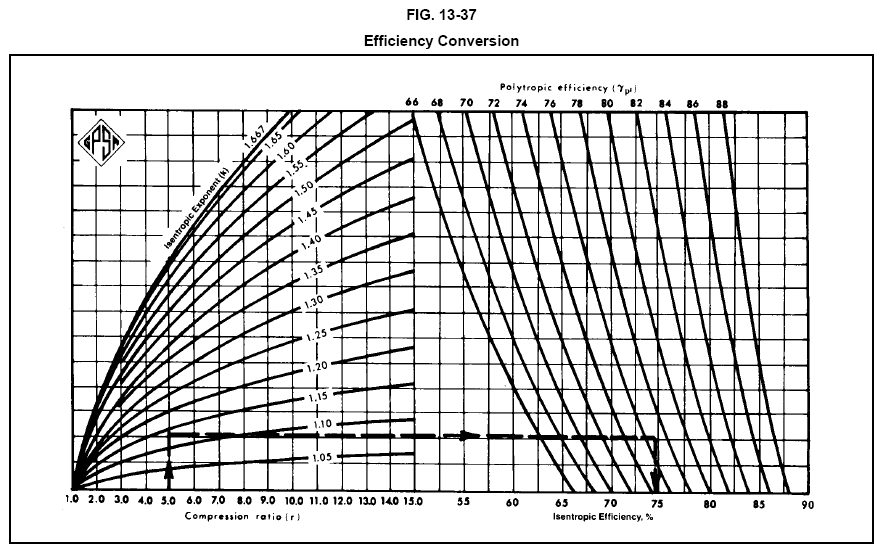 FIG. 13-37
Efficiency Conversion
Polytropic efficiency (γpt)
66 68 70 72 74 76 78 80 82 84 86 88
GPSA
Isentropic Exponent (k)
1.667
1.65
1.60
1.55
1.50
1.45
1.40
1.35
1.30
1.25
1.20
1.15
1.10
1.05
1.0 2.0 3.0 4.0 5.0 6.0 7.0 8.0 9.0 10.0 11.0 12.0 13.0 14.0 15.0 55 60 65 70 75 80 85 90
Compression ratio (r)
Isentropic Efficiency, %